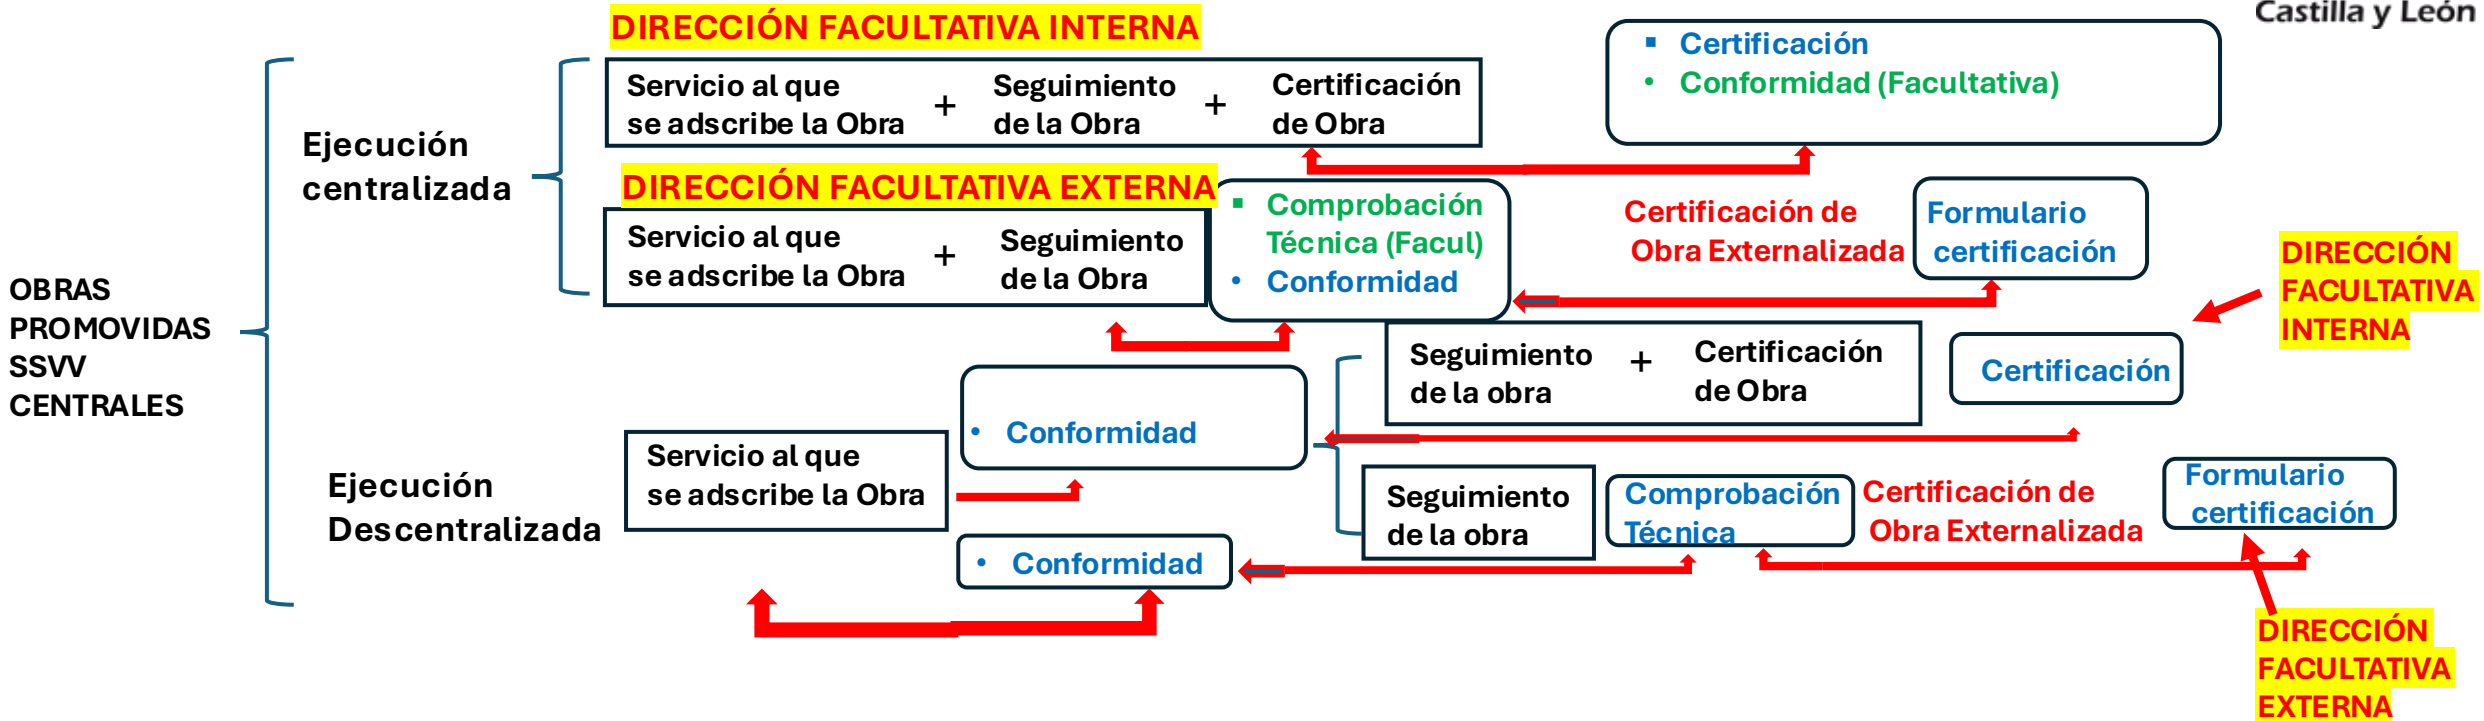 Castilla y León
DIRECCIÓN FACULTATIVA INTERNA
Servicio al que
se adscribe la Obra
+
Seguimiento
de la Obra
+
Certificación
de Obra
▪ Certificación
• Conformidad (Facultativa)
Ejecución
centralizada
DIRECCIÓN FACULTATIVA EXTERNA
Servicio al que
se adscribe la Obra
+
Seguimiento
de la Obra
▪ Comprobación
Técnica (Facul)
• Conformidad
Certificación de
Obra Externalizada
Formulario
certificación
DIRECCIÓN
FACULTATIVA
INTERNA
OBRAS
PROMOVIDAS
SSVV
CENTRALES
Seguimiento
de la obra
+
Certificación
de Obra
Certificación
• Conformidad
Servicio al que
se adscribe la Obra
Ejecución
Descentralizada
Seguimiento
de la obra
Comprobación
Técnica
Certificación de
Obra Externalizada
Formulario
certificación
• Conformidad
DIRECCIÓN
FACULTATIVA
EXTERNA